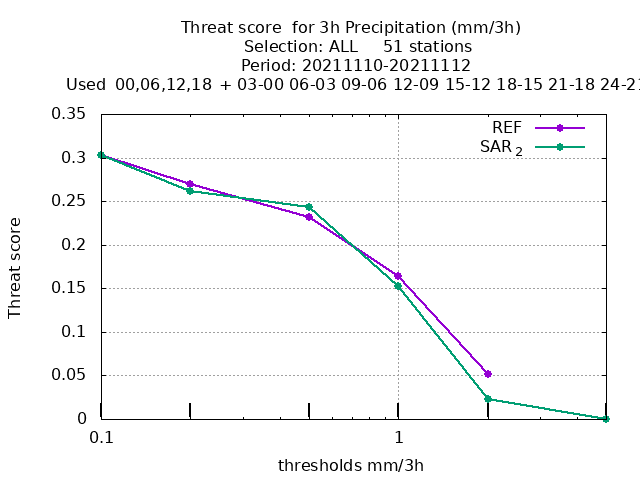 Threat score for 3h Precipitation (mm/3h)
Selection: ALL 51 stations
Period: 20211110-20211112
Used 00,06,12,18 + 03-00 06-03 09-06 12-09 15-12 18-15 21-18 24-21
0.35
REF
SAR 2
0.3
0.25
0.2
0.15
0.1
0.05
0
Threat score
0.1 1
thresholds mm/3h